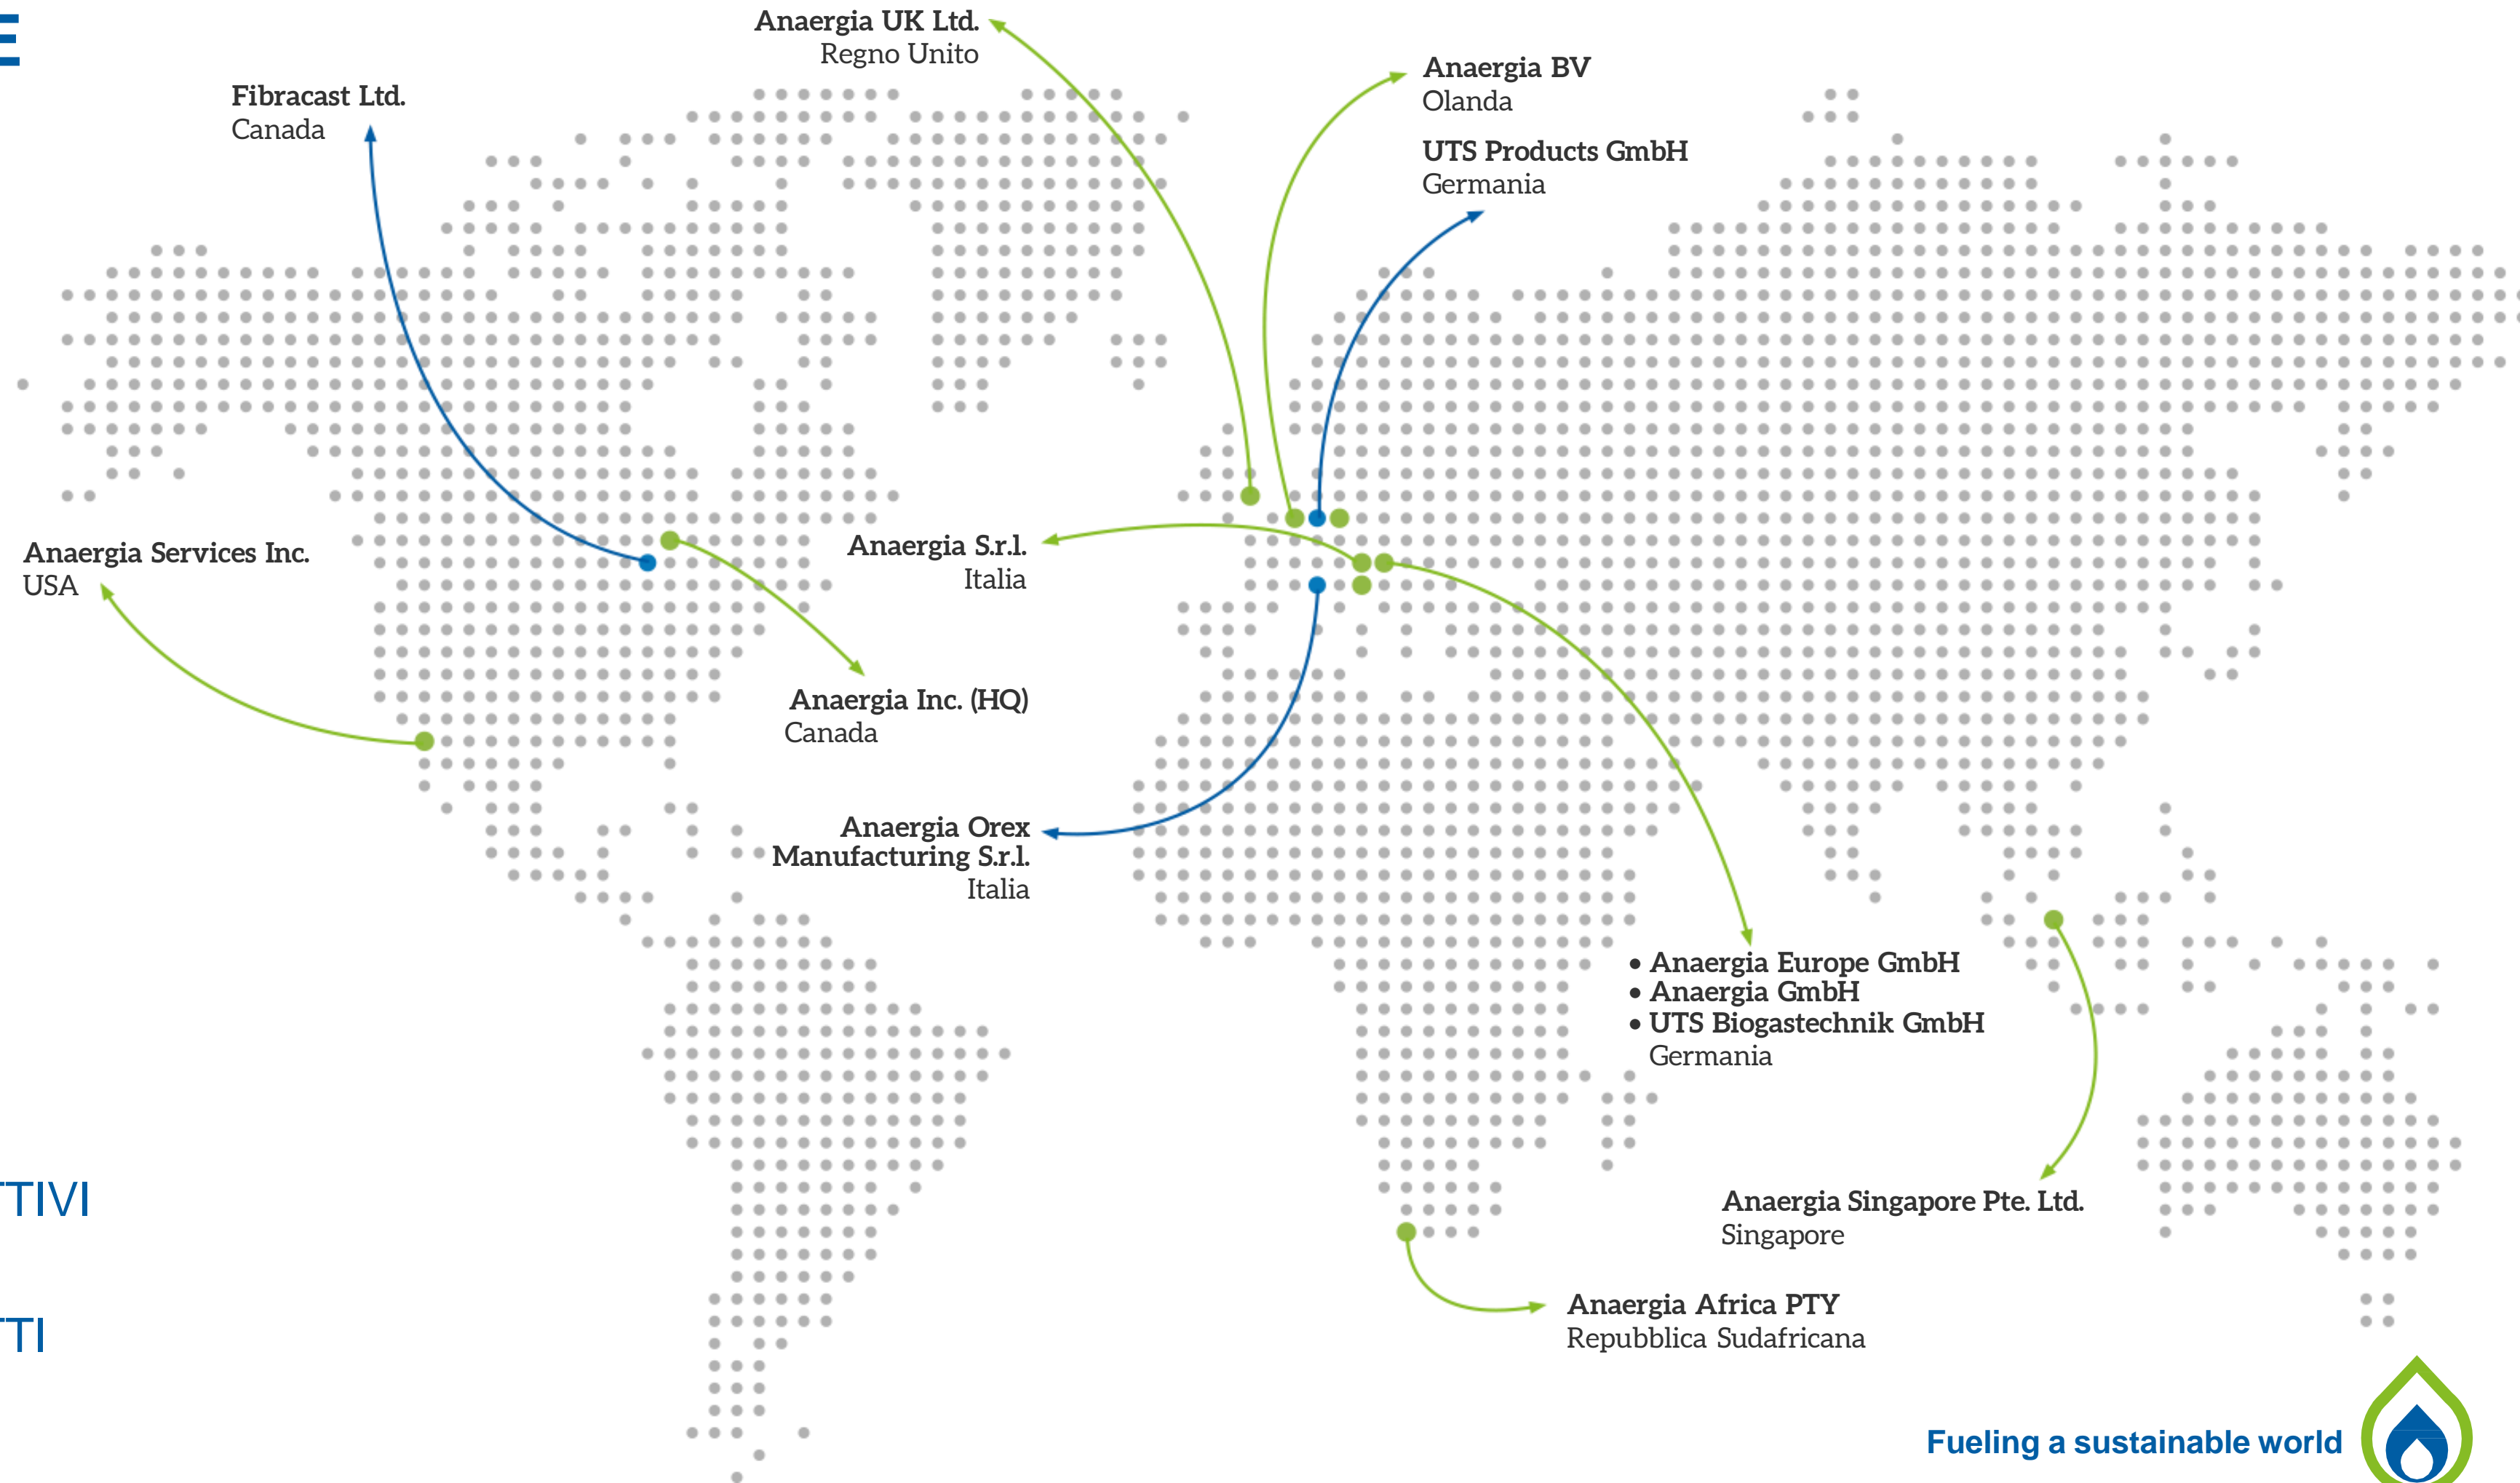 E
Anaergia UK Ltd.
Regno Unito
Fibracast Ltd.
Canada
Anaergia BV
Olanda
UTS Products GmbH
Germania
Anaergia Services Inc.
USA
Anaergia S.r.l.
Italia
Anaergia Inc. (HQ)
Canada
Anaergia Orex
Manufacturing S.r.l.
Italia
• Anaergia Europe GmbH
• Anaergia GmbH
• UTS Biogastechnik GmbH
Germania
TTIVI
Anaergia Singapore Pte. Ltd.
Singapore
TTI
Anaergia Africa PTY
Repubblica Sudafricana
Fueling a sustainable world